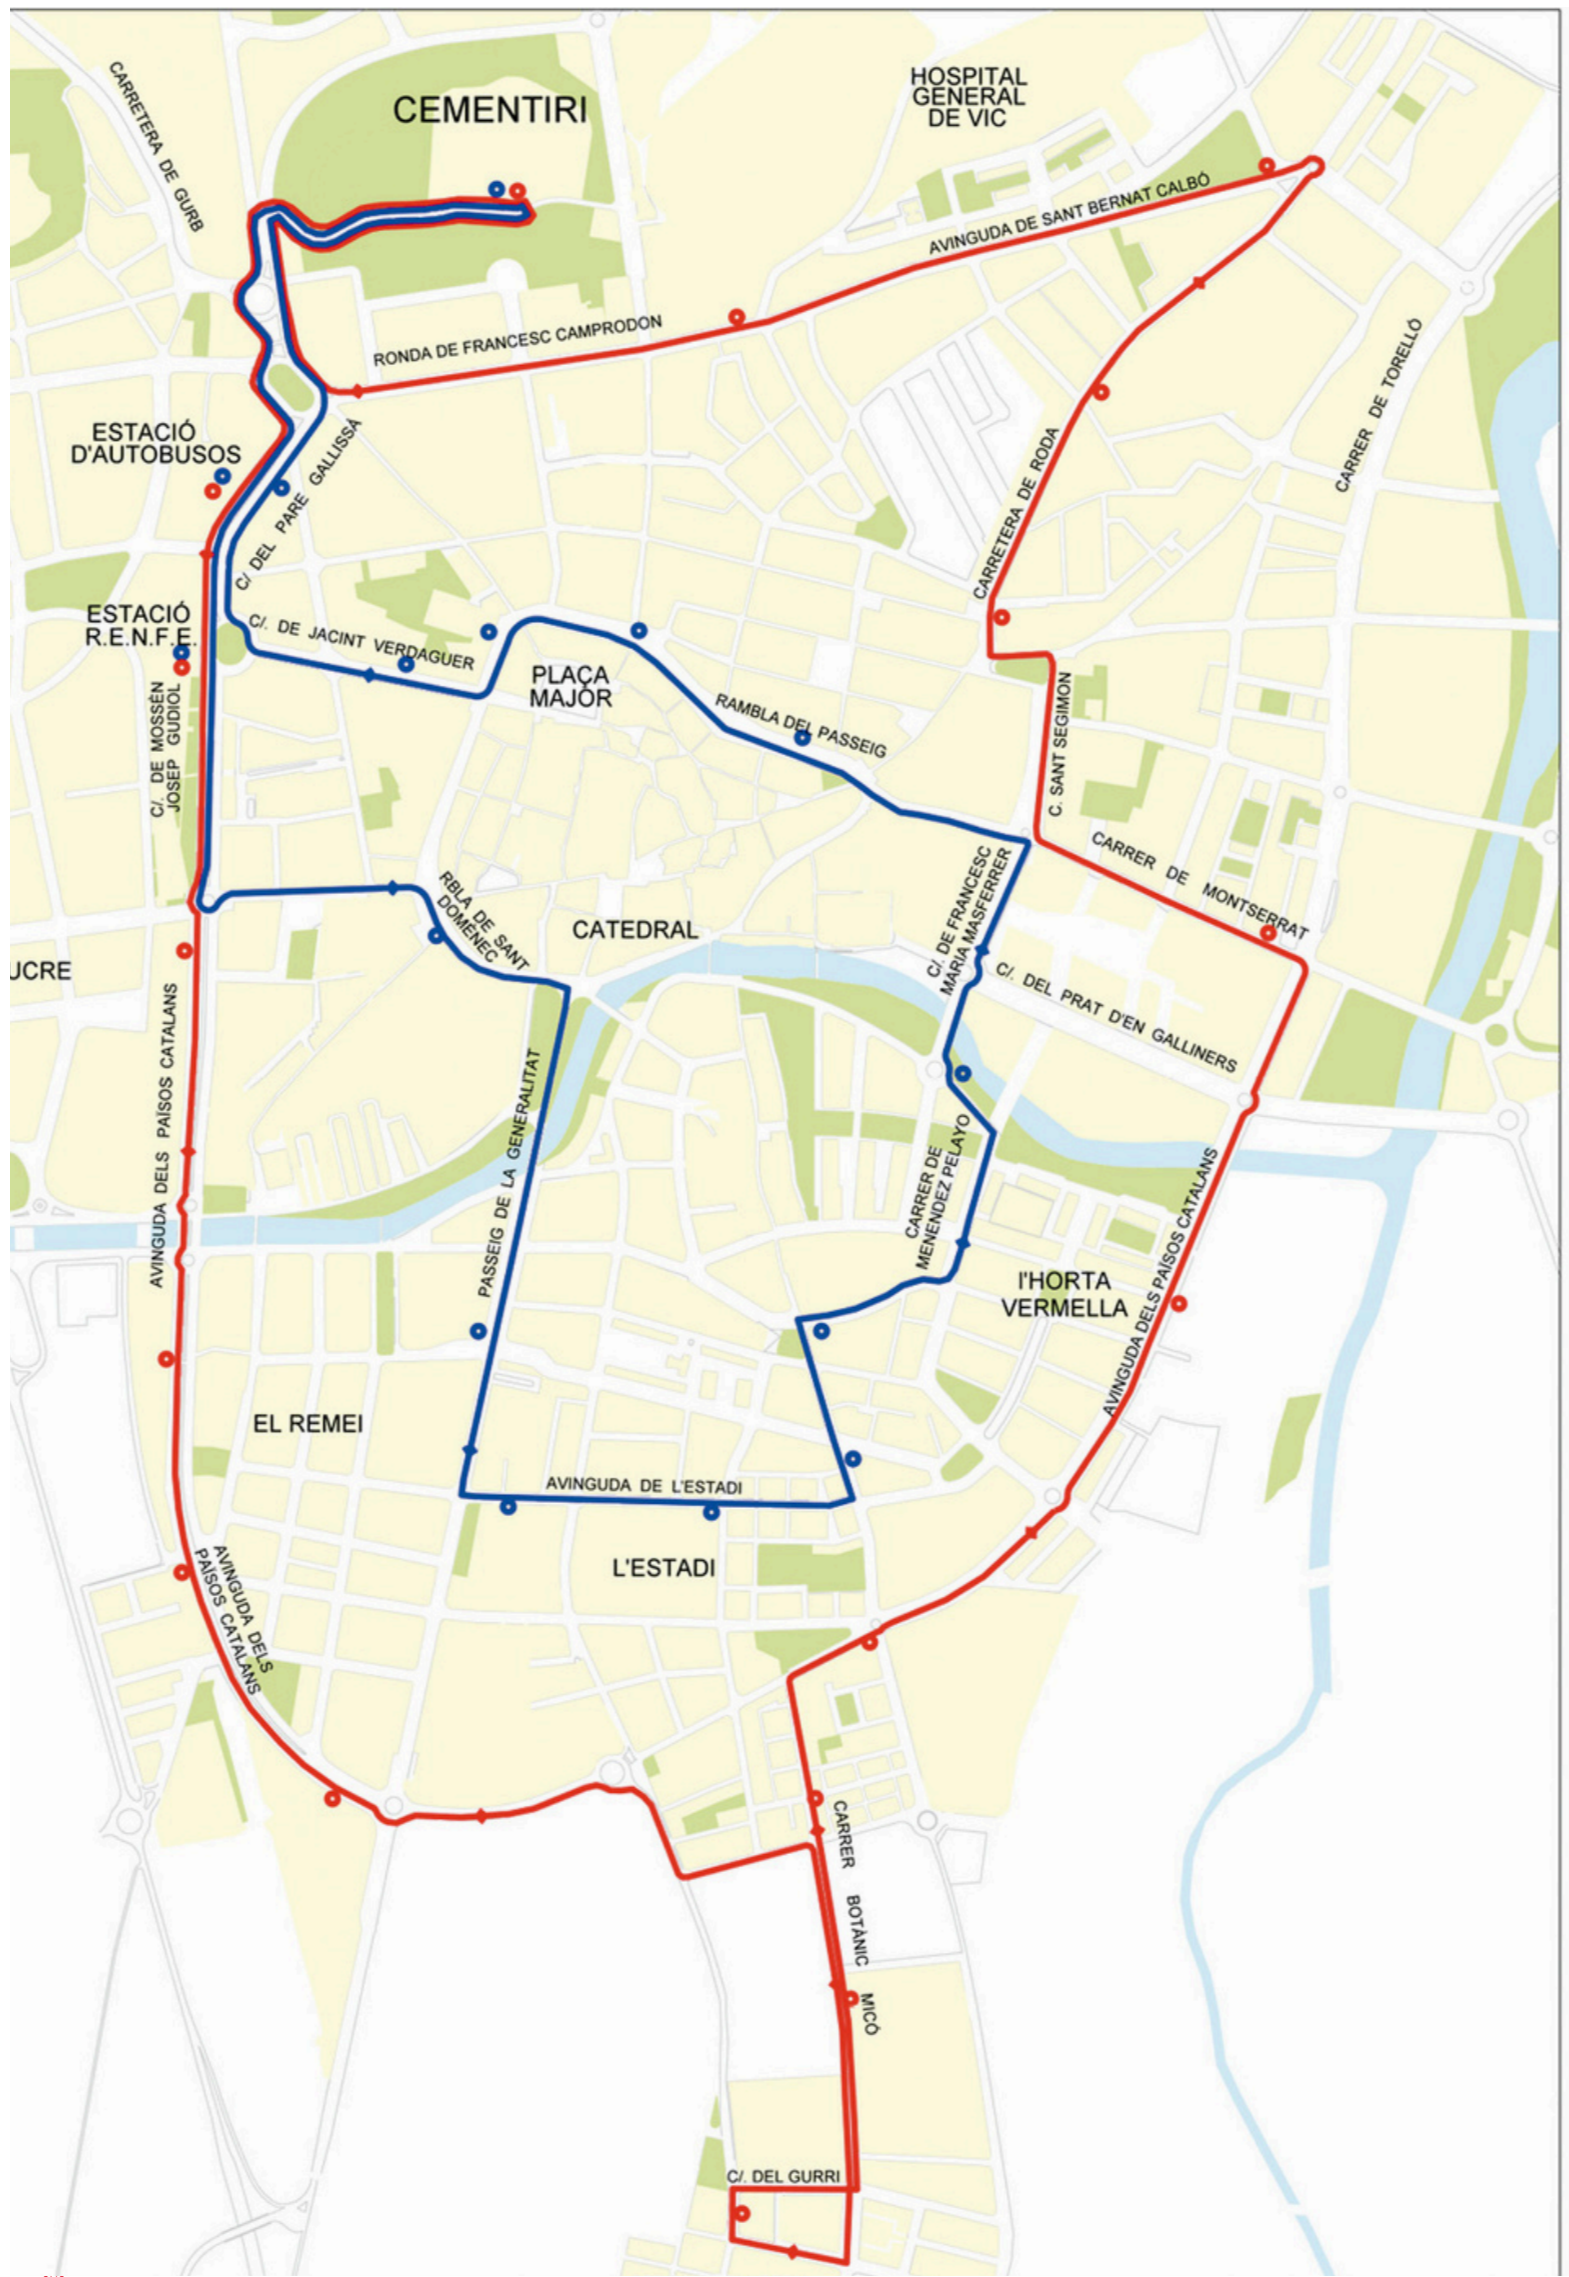 CARRETERA DE GURB
CEMENTIRI
HOSPITAL
GENERAL
DE VIC
AVINGUDA DE SANT BERNAT CALBÓ
RONDA DE FRANCESC CAMPRODON
CARRER DE TORELLÓ
ESTACIÓ
D'AUTOBUSOS
C/ DEL PARE GALLISSÀ
CARRETERA DE RODA
ESTACIÓ
R.E.N.F.E.
C/. DE JACINT VERDAGUER
PLAÇA
MAJOR
RAMBLA DEL PASSEIG
C/. DE MOSSÈN
JOSEP GUDIOL
C. SANT SEGIMON
CARRER DE MONTSERRAT
RBLA DE SANT
DOMÈNEC
CATEDRAL
C/. DE FRANCESC
MARIA MASFERRER
UCRE
C/. DEL PRAT D'EN GALLINERS
AVINGUDA DELS PAÏSOS CATALANS
PASSEIG DE LA GENERALITAT
CARRER DE
MENENDEZ PELAYO
AVINGUDA DELS PAÏSOS CATALANS
l'HORTA
VERMELLA
EL REMEI
AVINGUDA DE L'ESTADI
L'ESTADI
AVINGUDA DELS
PAÏSOS CATALANS
CARRER BOTÀNIC MICÓ
C/. DEL GURRI